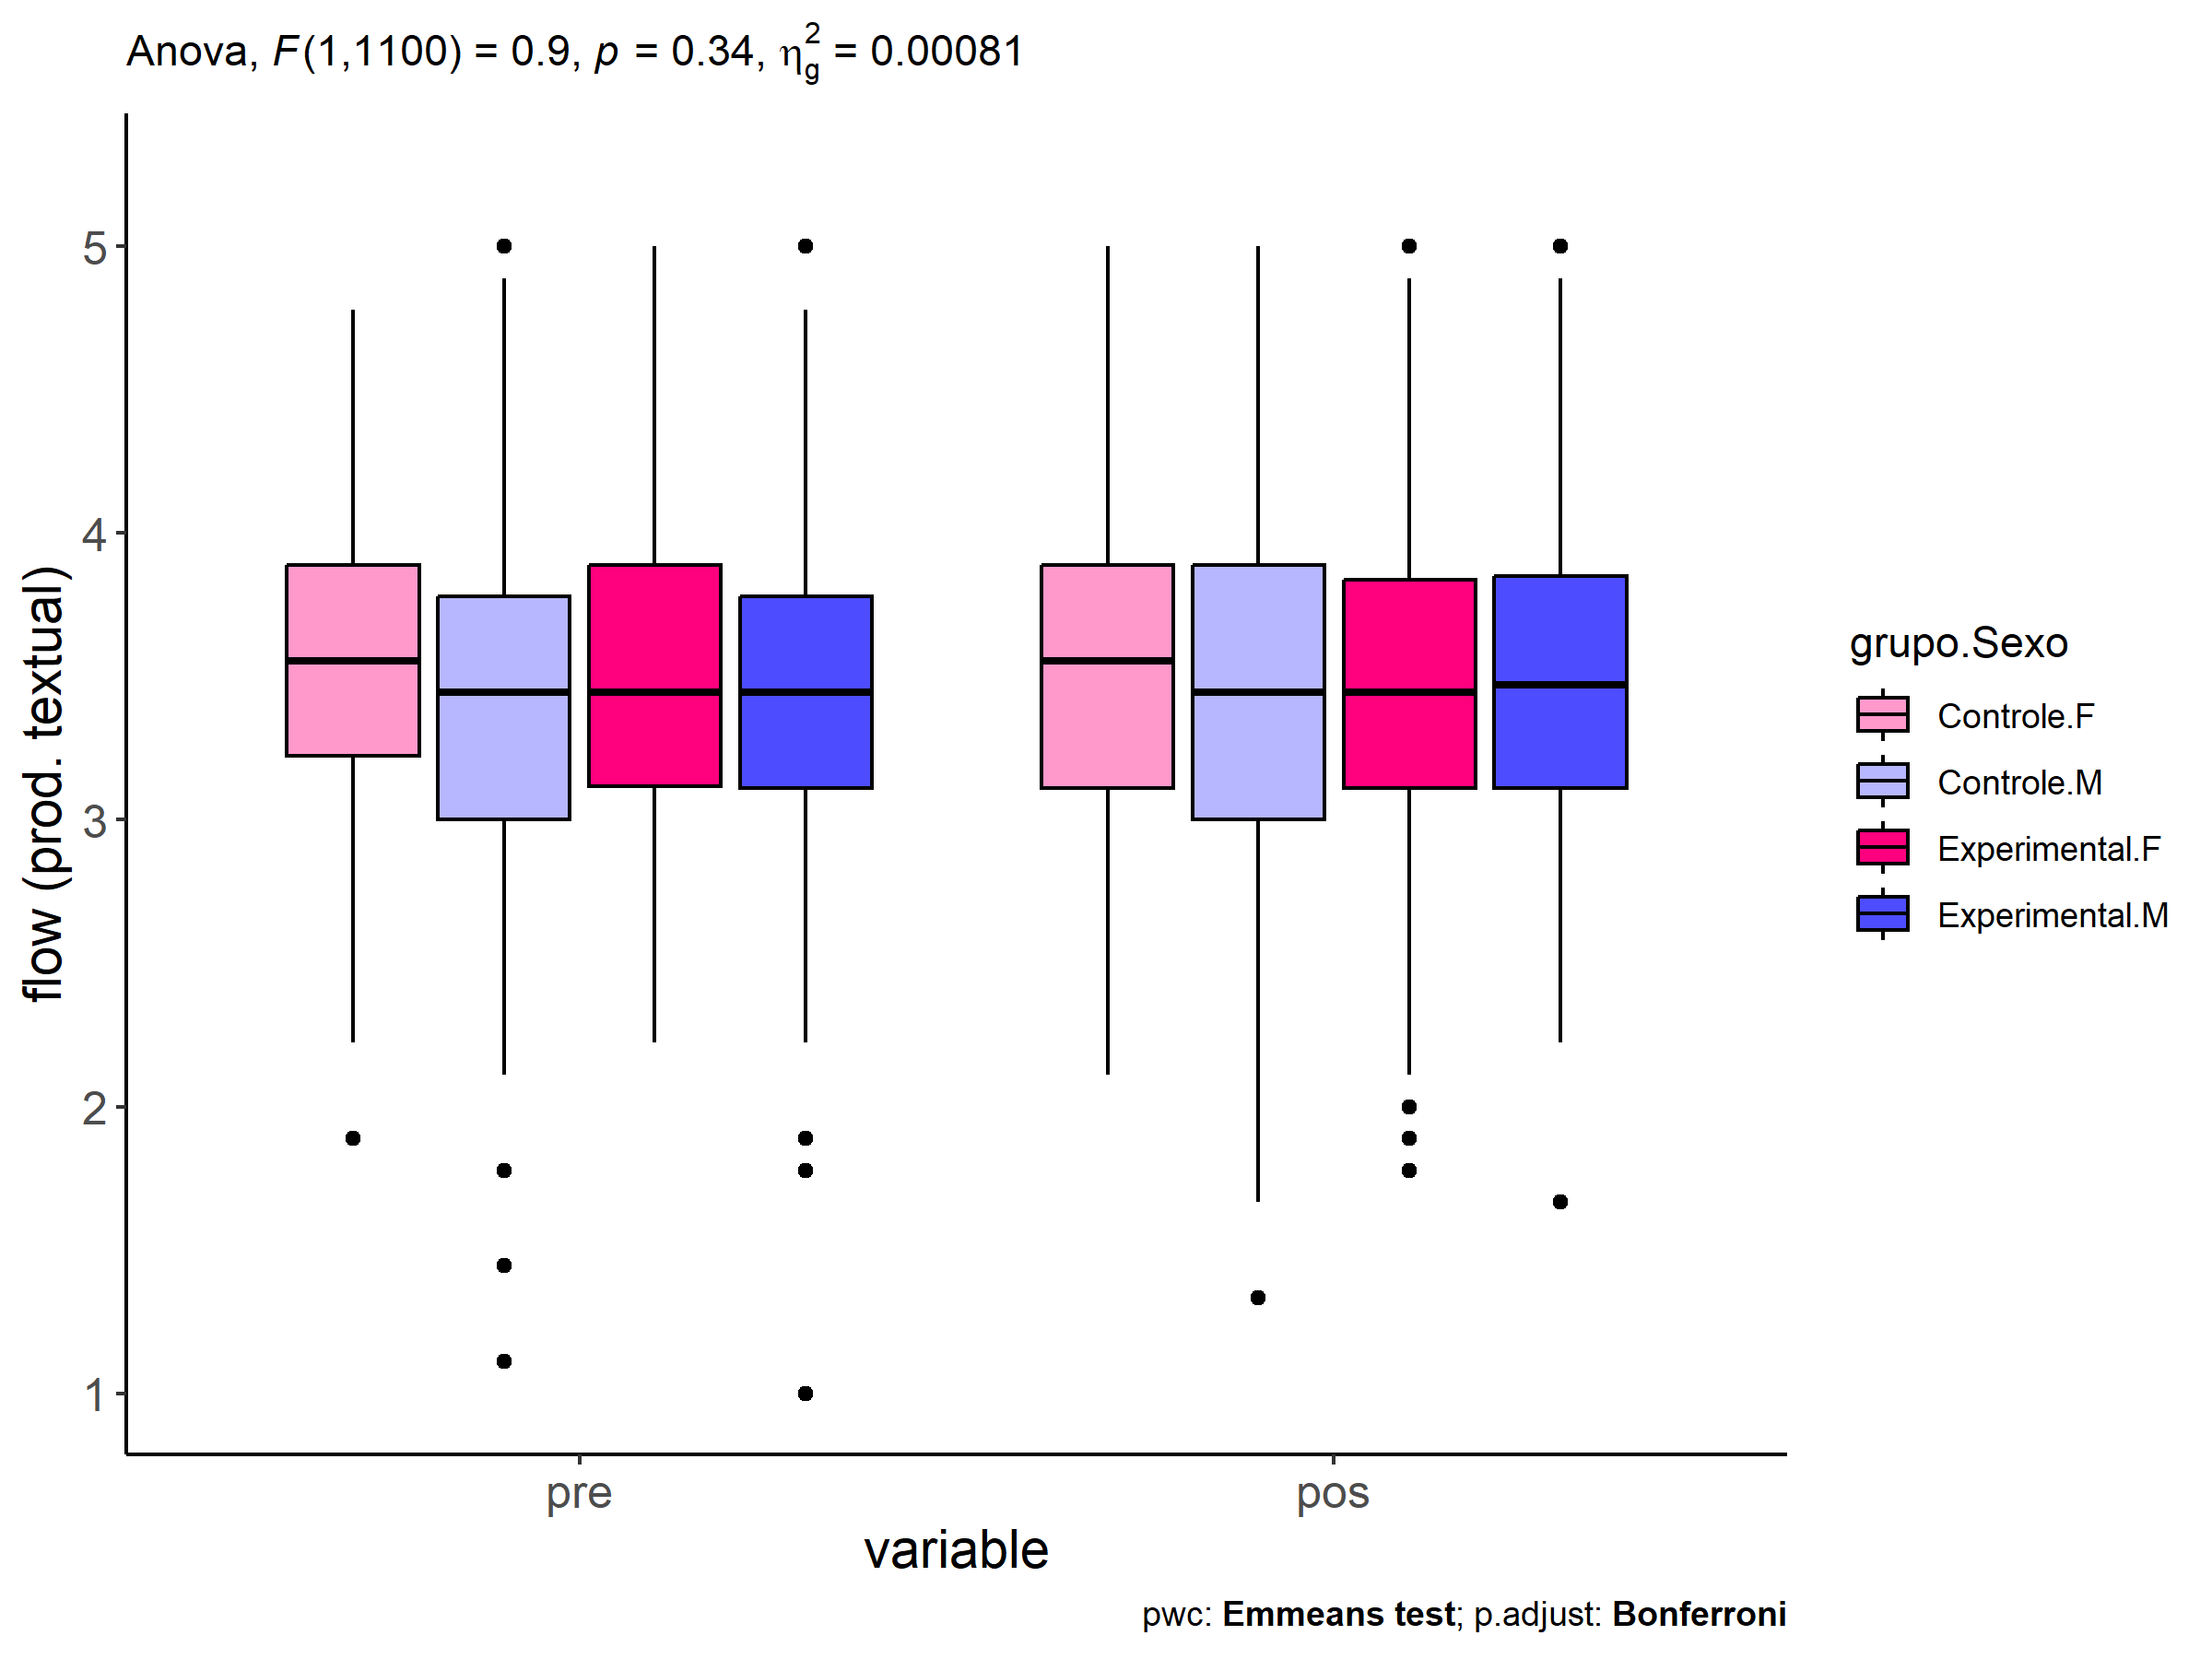 Anova, F(1,1100) = 0.9, p = 0.34, η²g = 0.00081
flow (prod. textual)
5
4
3
2
1
pre
pos
variable
grupo.Sexo
Controle.F
Controle.M
Experimental.F
Experimental.M
pwc: Emmeans test; p.adjust: Bonferroni